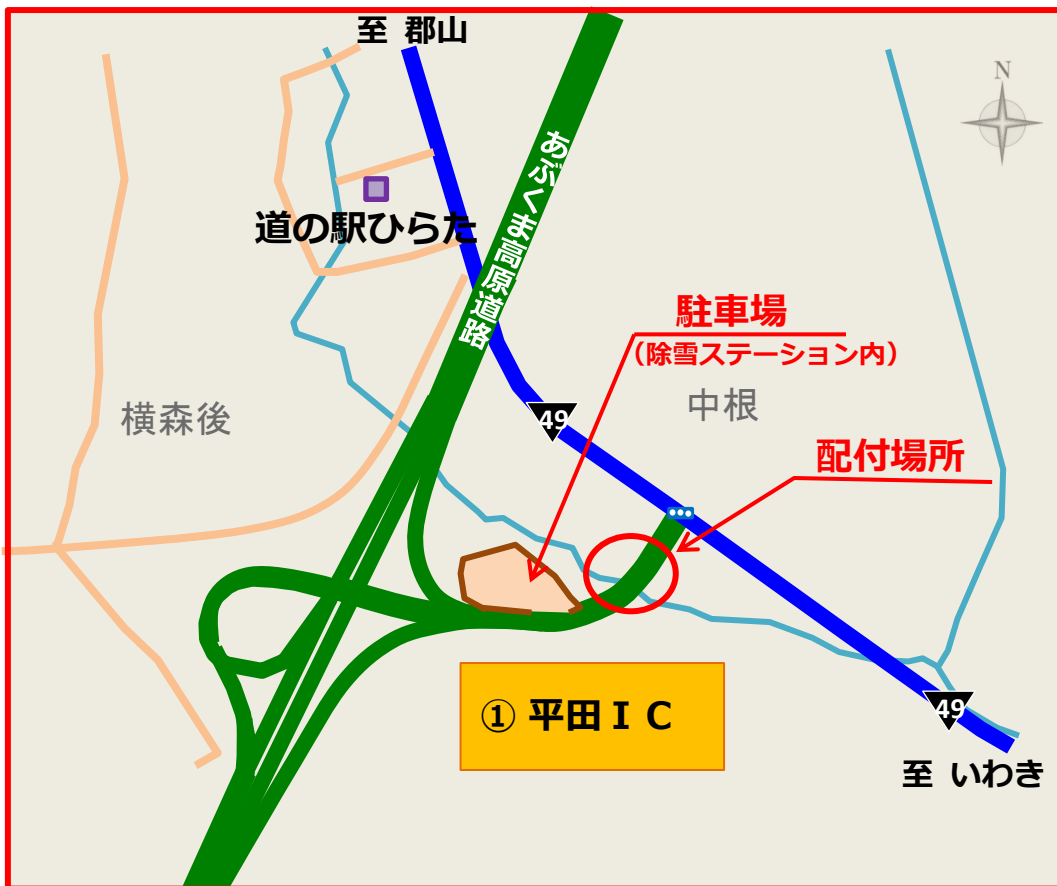 至 郡山
N
あぶくま高原道路
道の駅ひらた
駐車場
（除雪ステーション内）
横森後
49
中根
配付場所
① 平田ＩＣ
49
至 いわき